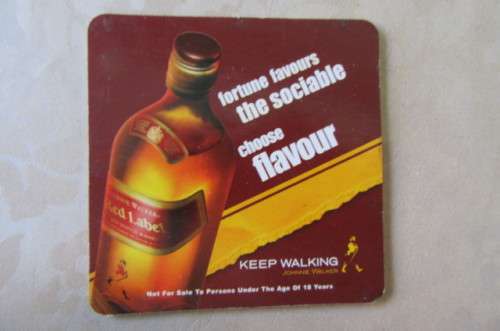 fortune favours
the sociable
choose
flavour
Red Label
KEEP WALKING
JOHNNIE WALKER
Not For Sale To Persons Under The Age Of 18 Years